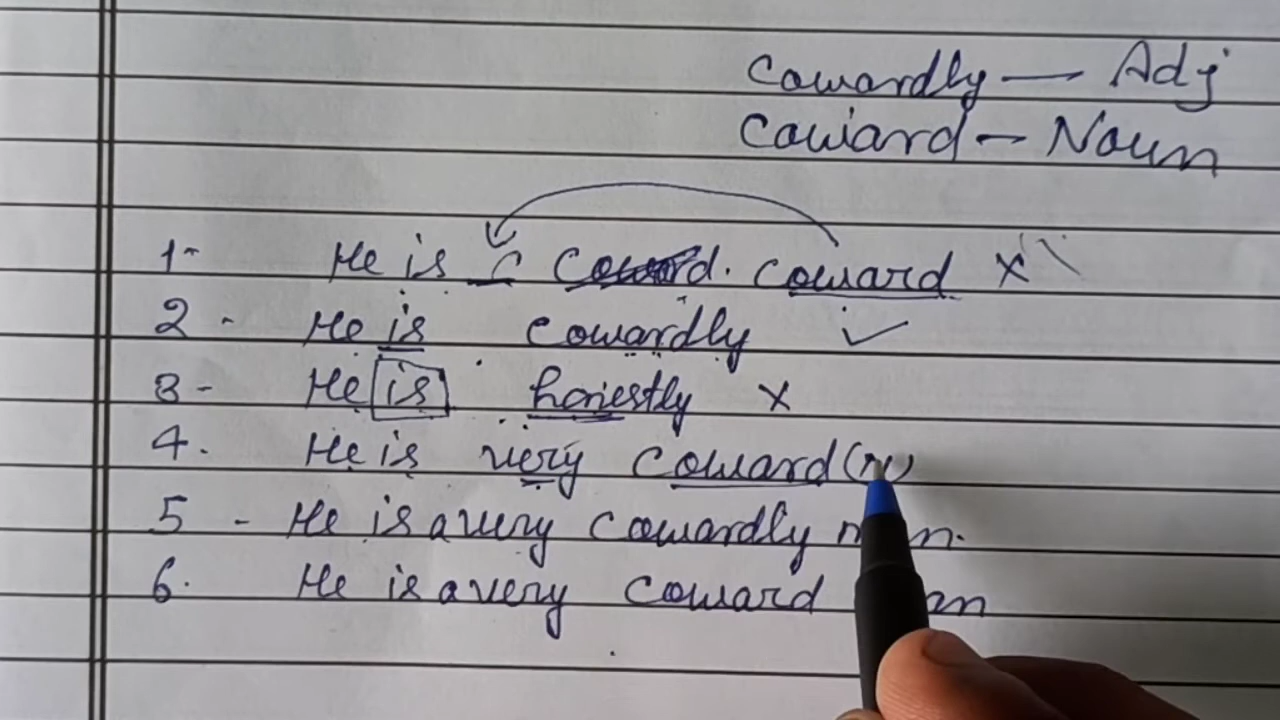 Cowardly — Adj
Coward — Noun
1- He is C Coward. coward ×
2- He is cowardly ✓
3- He is honestly ×
4. He is very Coward (n)
5- He is a very Cowardly man.
6. He is a very Coward